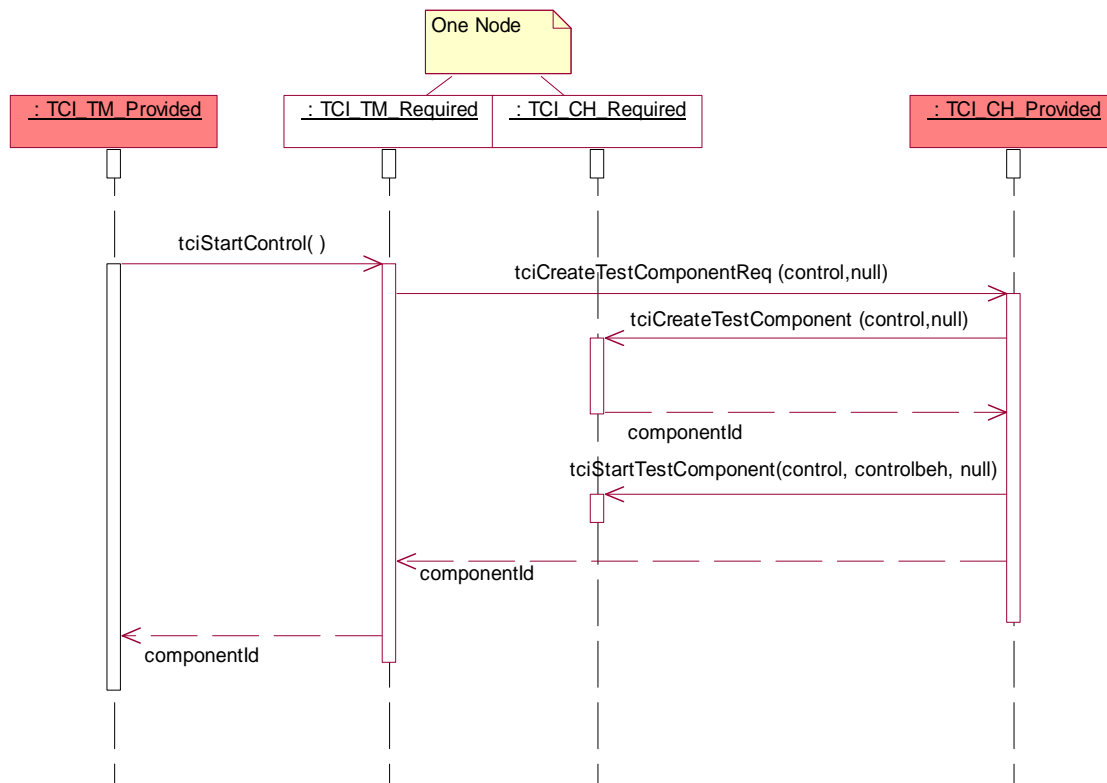 One Node
: TCI_TM_Provided
: TCI_TM_Required
: TCI_CH_Required
: TCI_CH_Provided
tciStartControl( )
tciCreateTestComponentReq (control,null)
tciCreateTestComponent (control,null)
componentId
tciStartTestComponent(control, controlbeh, null)
componentId
componentId